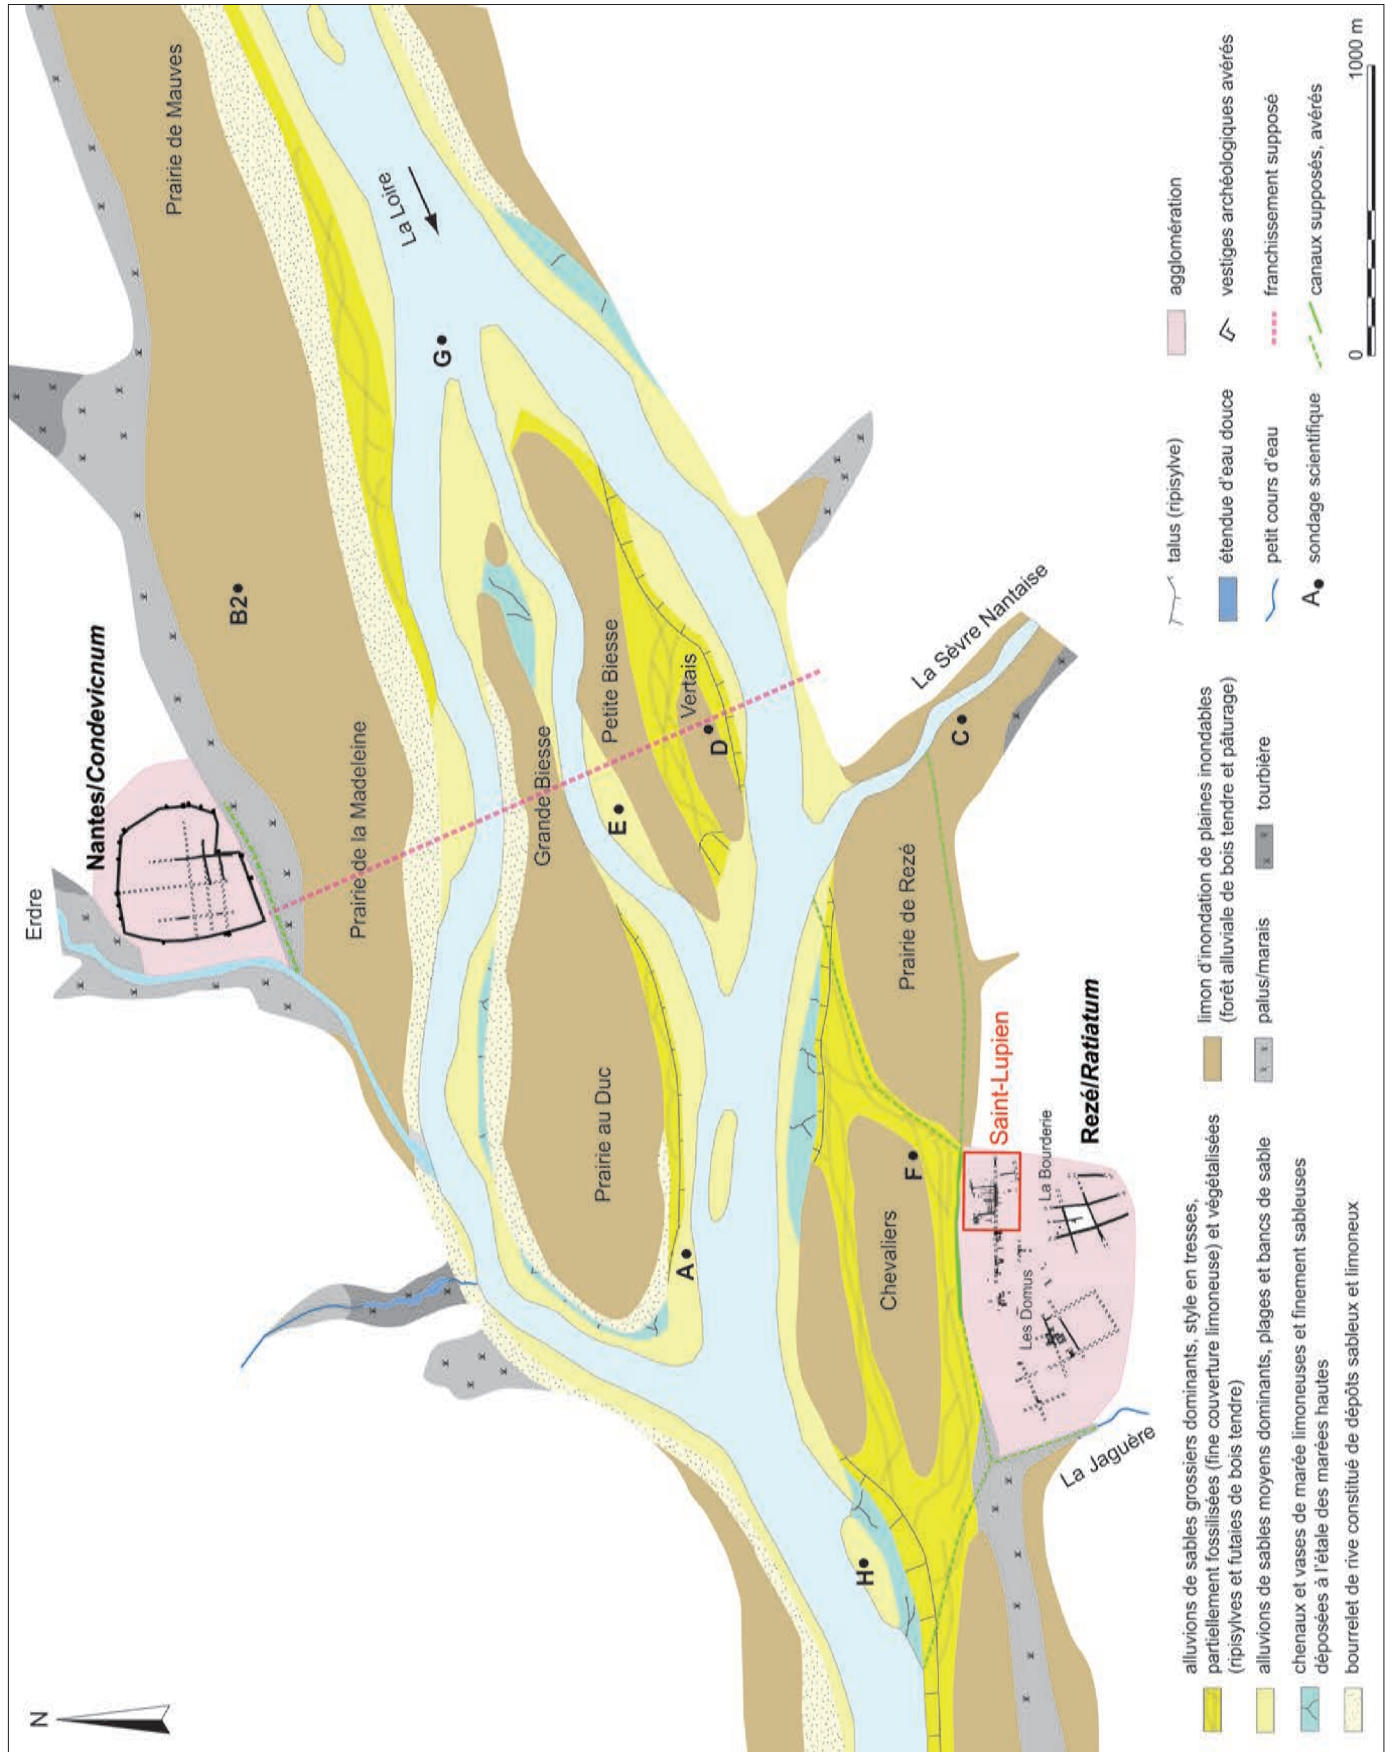 N
Erdre
Nantes/Condevicnum
B2
Prairie de Mauves
Prairie de la Madeleine
La Loire
G
Grande Biesse
Petite Biesse
E
Vertais
D
Prairie au Duc
A
La Sèvre Nantaise
C
Prairie de Rezé
F
Chevaliers
H
Saint-Lupien
La Bourderie
Les Domus
Rezé/Ratiatum
La Jaguère
alluvions de sables grossiers dominants, style en tresses,
partiellement fossilisées (fine couverture limoneuse) et végétalisées
(ripisylves et futaies de bois tendre)
alluvions de sables moyens dominants, plages et bancs de sable
chenaux et vases de marée limoneuses et finement sableuses
déposées à l'étale des marées hautes
bourrelet de rive constitué de dépôts sableux et limoneux
limon d'inondation de plaines inondables
(forêt alluviale de bois tendre et pâturage)
palus/marais
tourbière
talus (ripisylve)
étendue d'eau douce
petit cours d'eau
A
sondage scientifique
agglomération
vestiges archéologiques avérés
franchissement supposé
canaux supposés, avérés
0
1000 m